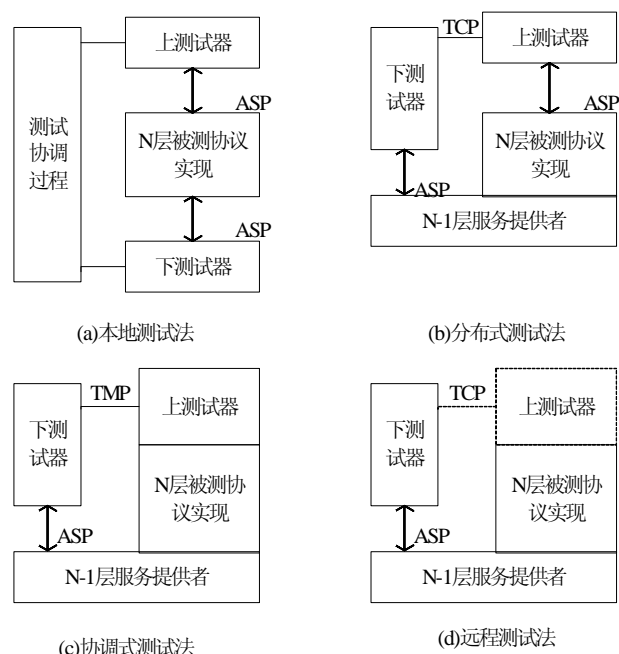 上测试器
ASP
测试
协调
过程
N层被测协议
实现
ASP
下测试器
(a)本地测试法
TCP
上测试器
下测
试器
ASP
N层被测协议
实现
ASP
N-1层服务提供者
(b)分布式测试法
TMP
上测试器
下测
试器
N层被测协
议实现
ASP
N-1层服务提供者
(c)协调式测试法
TCP
上测试器
下测
试器
N层被测协
议实现
ASP
N-1层服务提供者
(d)远程测试法